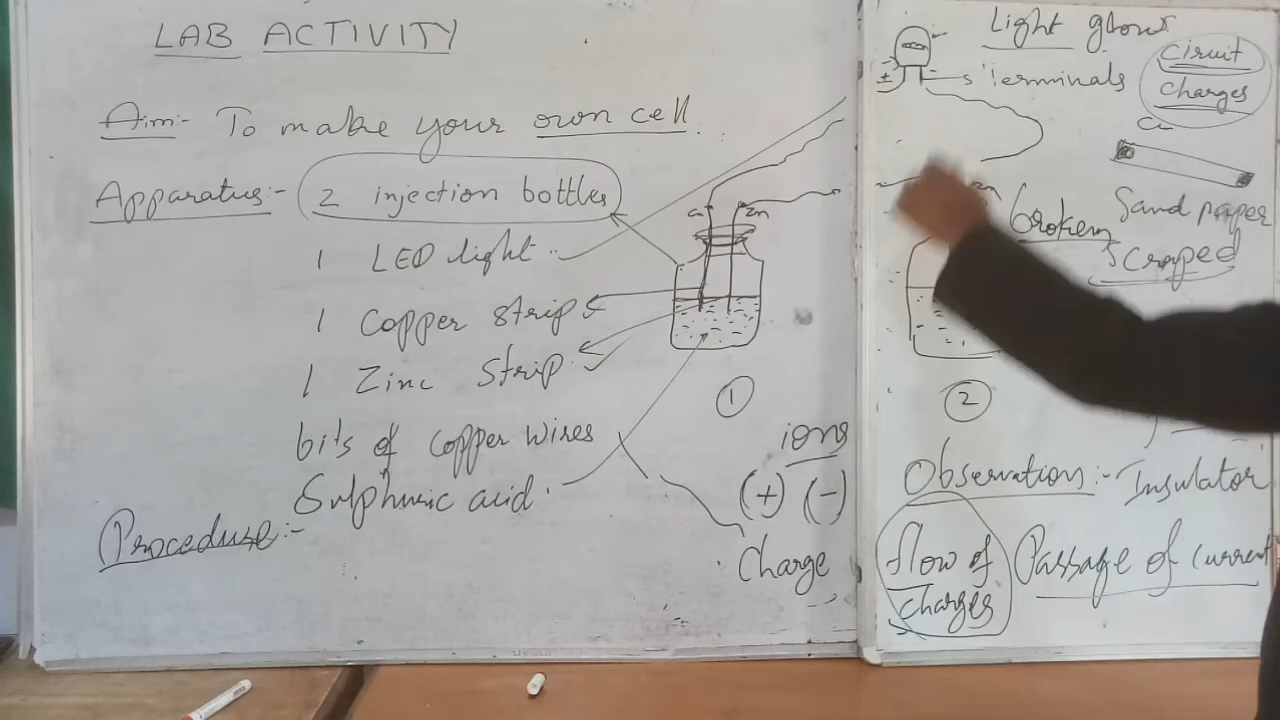 LAB ACTIVITY
Aim:- To make your own cell.
Apparatus:- 2 injection bottles
1 LED light
1 Copper strip
1 Zinc strip
bits of copper wires
Sulphuric acid.
Procedure:-
Cu Zn
1
ions
(+) (-)
Charge
Light glows
circuit
charges
± - Terminals
Cu
Sand paper
Scraped
broken
2
Observation:- Insulator
flow of
charges
Passage of current